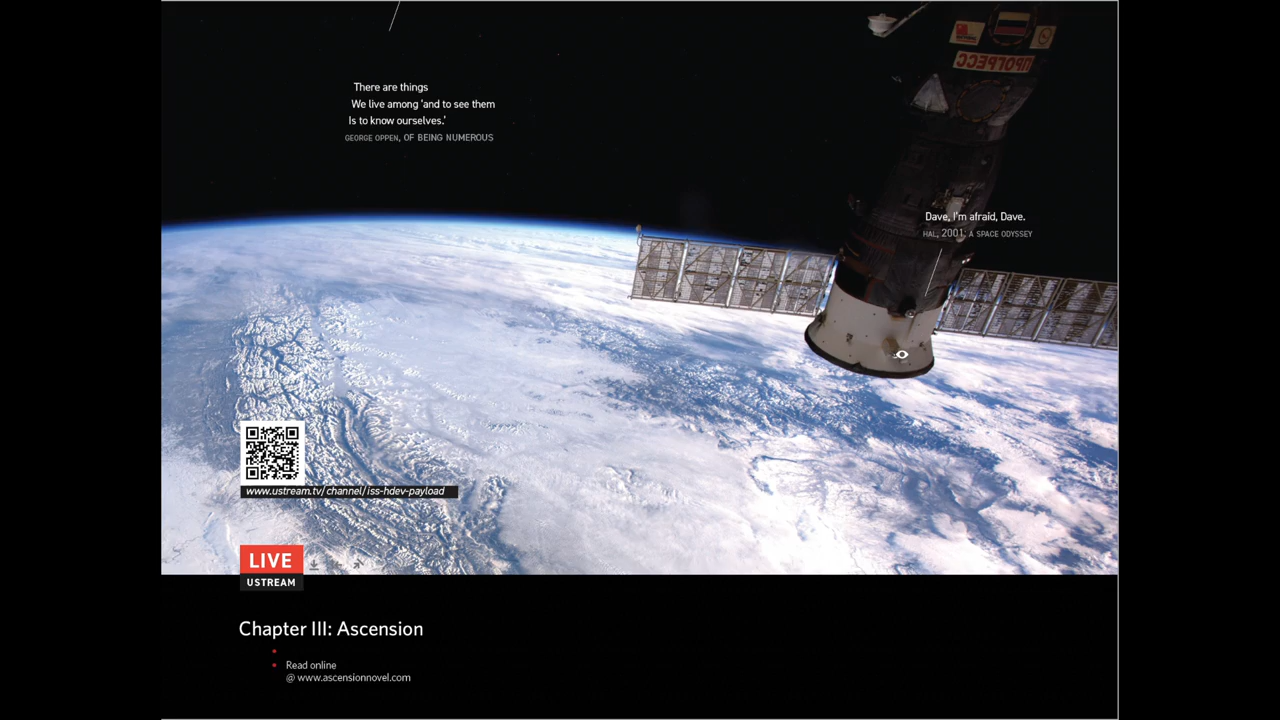 ПРОГРЕСС
There are things
We live among 'and to see them
Is to know ourselves.'
GEORGE OPPEN, OF BEING NUMEROUS
Dave, I'm afraid, Dave.
HAL, 2001: A SPACE ODYSSEY
www.ustream.tv/channel/iss-hdev-payload
LIVE
USTREAM
Chapter III: Ascension
Read online
@ www.ascensionnovel.com